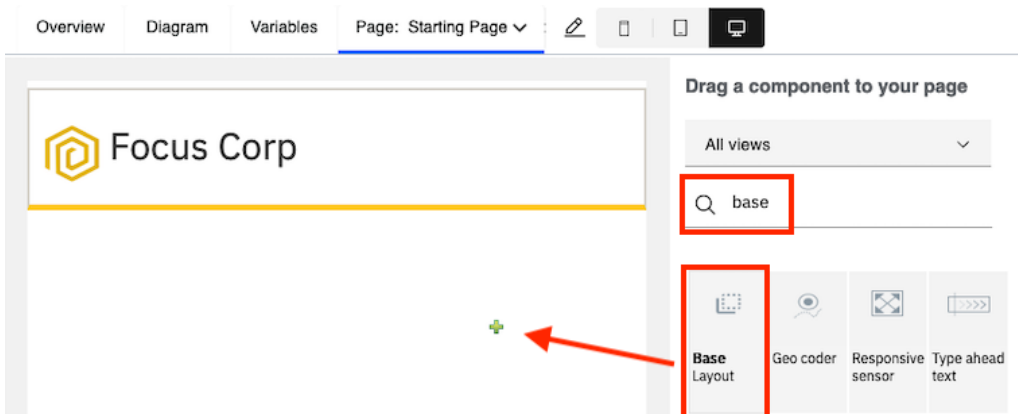 Overview Diagram Variables Page: Starting Page
Drag a component to your page
Focus Corp
All views
base
Base Layout
Geo coder
Responsive sensor
Type ahead text